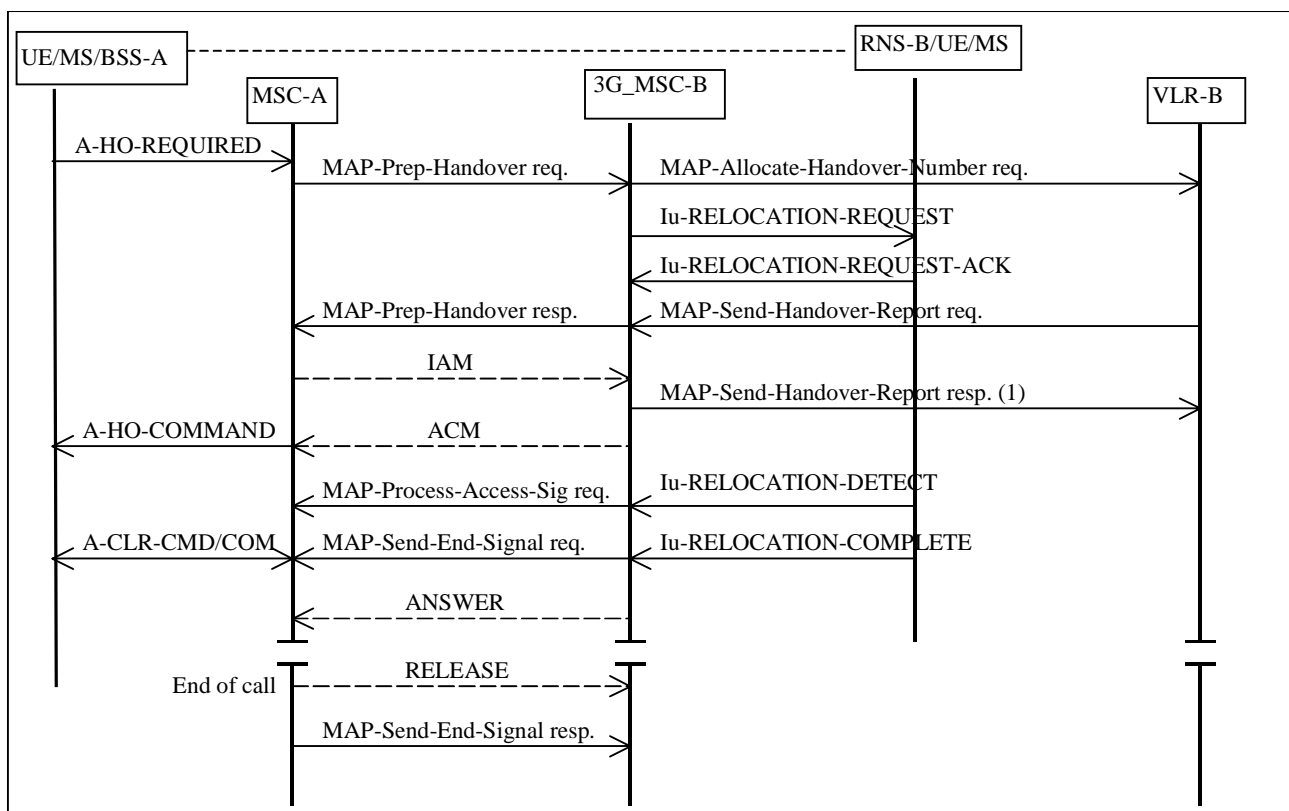 UE/MS/BSS-A
RNS-B/UE/MS
MSC-A
3G_MSC-B
VLR-B
A-HO-REQUIRED
MAP-Prep-Handover req.
MAP-Allocate-Handover-Number req.
Iu-RELOCATION-REQUEST
Iu-RELOCATION-REQUEST-ACK
MAP-Prep-Handover resp.
MAP-Send-Handover-Report req.
IAM
MAP-Send-Handover-Report resp. (1)
A-HO-COMMAND
ACM
Iu-RELOCATION-DETECT
MAP-Process-Access-Sig req.
A-CLR-CMD/COM
MAP-Send-End-Signal req.
Iu-RELOCATION-COMPLETE
ANSWER
End of call
RELEASE
MAP-Send-End-Signal resp.